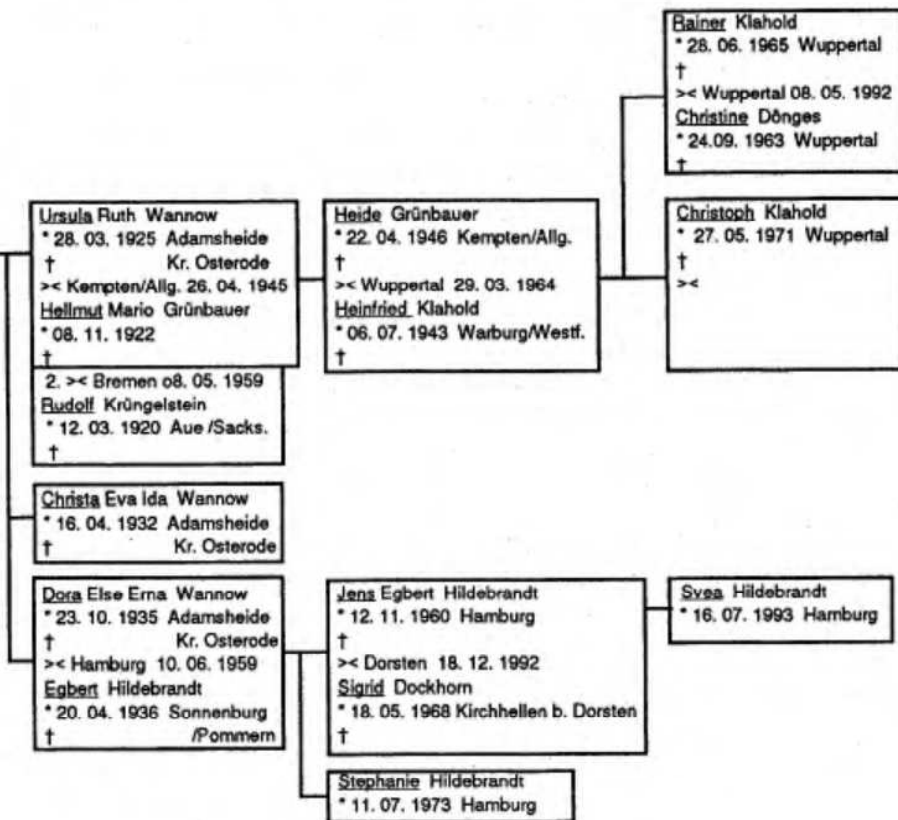 Rainer Klahold
* 28. 06. 1965 Wuppertal
†
>< Wuppertal 08. 05. 1992
Christine Dönges
* 24.09. 1963 Wuppertal
†
Ursula Ruth Wannow
* 28. 03. 1925 Adamsheide
† Kr. Osterode
>< Kempten/Allg. 26. 04. 1945
Hellmut Mario Grünbauer
* 08. 11. 1922
†
2. >< Bremen o8. 05. 1959
Rudolf Krüngelstein
* 12. 03. 1920 Aue /Sacks.
†
Heide Grünbauer
* 22. 04. 1946 Kempten/Allg.
†
>< Wuppertal 29. 03. 1964
Heinfried Klahold
* 06. 07. 1943 Warburg/Westf.
†
Christoph Klahold
* 27. 05. 1971 Wuppertal
†
><
Christa Eva Ida Wannow
* 16. 04. 1932 Adamsheide
† Kr. Osterode
Dora Else Erna Wannow
* 23. 10. 1935 Adamsheide
† Kr. Osterode
>< Hamburg 10. 06. 1959
Egbert Hildebrandt
* 20. 04. 1936 Sonnenburg
† /Pommern
Jens Egbert Hildebrandt
* 12. 11. 1960 Hamburg
†
>< Dorsten 18. 12. 1992
Sigrid Dockhorn
* 18. 05. 1968 Kirchhellen b. Dorsten
†
Svea Hildebrandt
* 16. 07. 1993 Hamburg
Stephanie Hildebrandt
* 11. 07. 1973 Hamburg